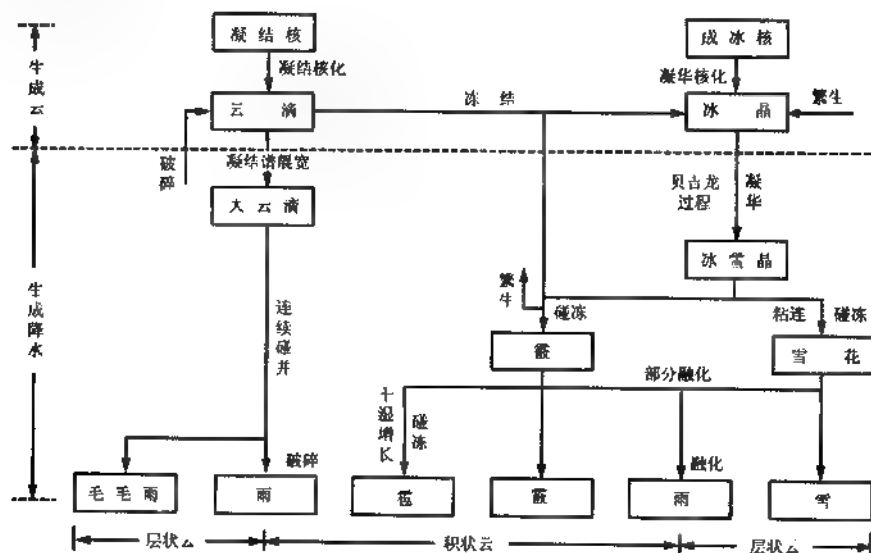 凝结核
成冰核
生成云
凝结核化
凝华核化
云滴
冻结
冰晶
繁生
破碎
凝结谱展宽
大云滴
贝古龙
过程
凝华
冰雪晶
生成降水
连续碰并
繁生
碰冻
粘连
碰冻
霰
雪花
部分融化
干湿增长
碰冻
破碎
融化
毛毛雨
雨
雹
霰
雨
雪
层状云
积状云
层状云